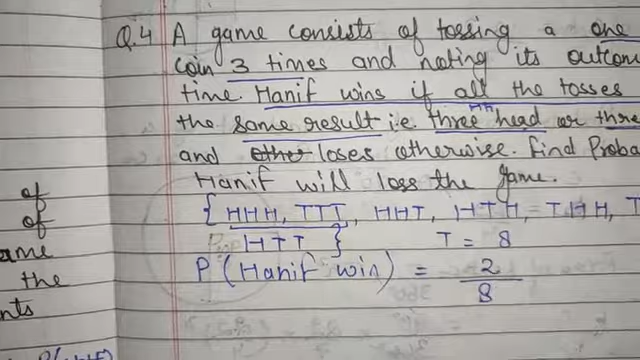 Q.4 A game consists of tossing a one
coin 3 times and noting its outcom
time. Hanif wins if all the tosses
HH
the same result i.e. three head or thre
and loses otherwise. find Proba
Hanif will loss the game.
{ HHH, TTT, HHT, HTH, THH, T
HTT } T = 8
P (Hanif win) = 2
8
of
of
ame
the
nts